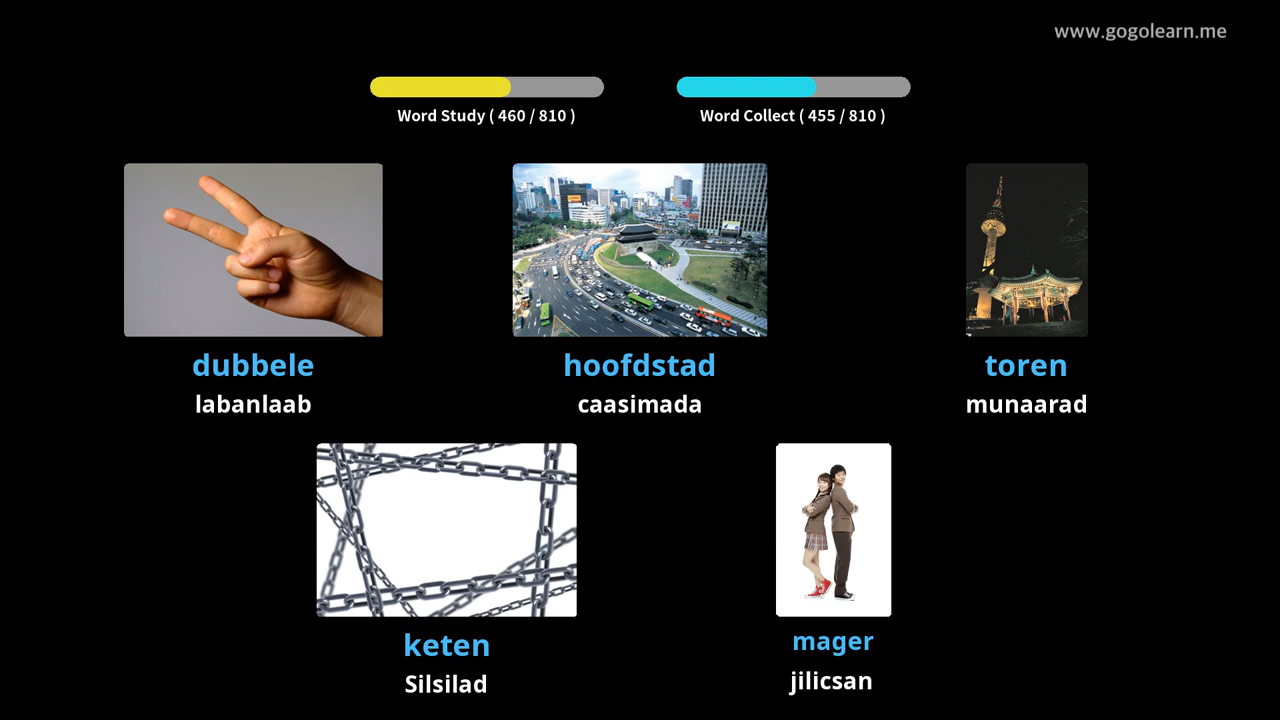 www.gogolearn.me
Word Study ( 460 / 810 )
Word Collect ( 455 / 810 )
dubbele
labanlaab
hoofdstad
caasimada
toren
munaarad
keten
Silsilad
mager
jilicsan